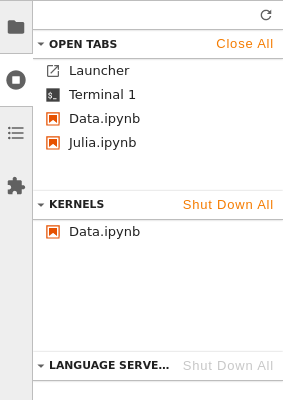 OPEN TABS Close All
Launcher
$_ Terminal 1
Data.ipynb
Julia.ipynb
KERNELS Shut Down All
Data.ipynb
LANGUAGE SERVE... Shut Down All